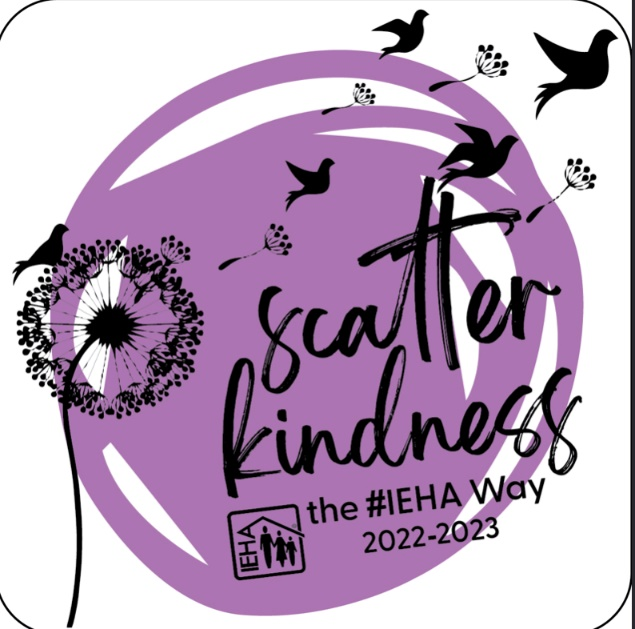 scatter
kindness
the #IEHA Way
2022-2023
IEHA